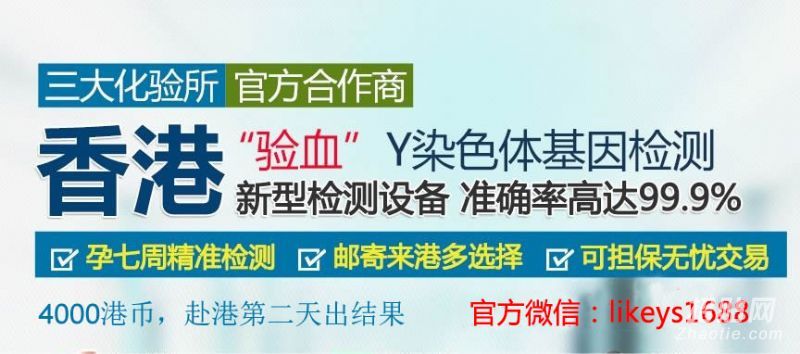 三大化验所 官方合作商
香港 “验血” Y染色体基因检测
新型检测设备 准确率高达99.9%
孕七周精准检测 邮寄来港多选择 可担保无忧交易
4000港币，赴港第二天出结果 官方微信：likeys1688
Zhaotie.com